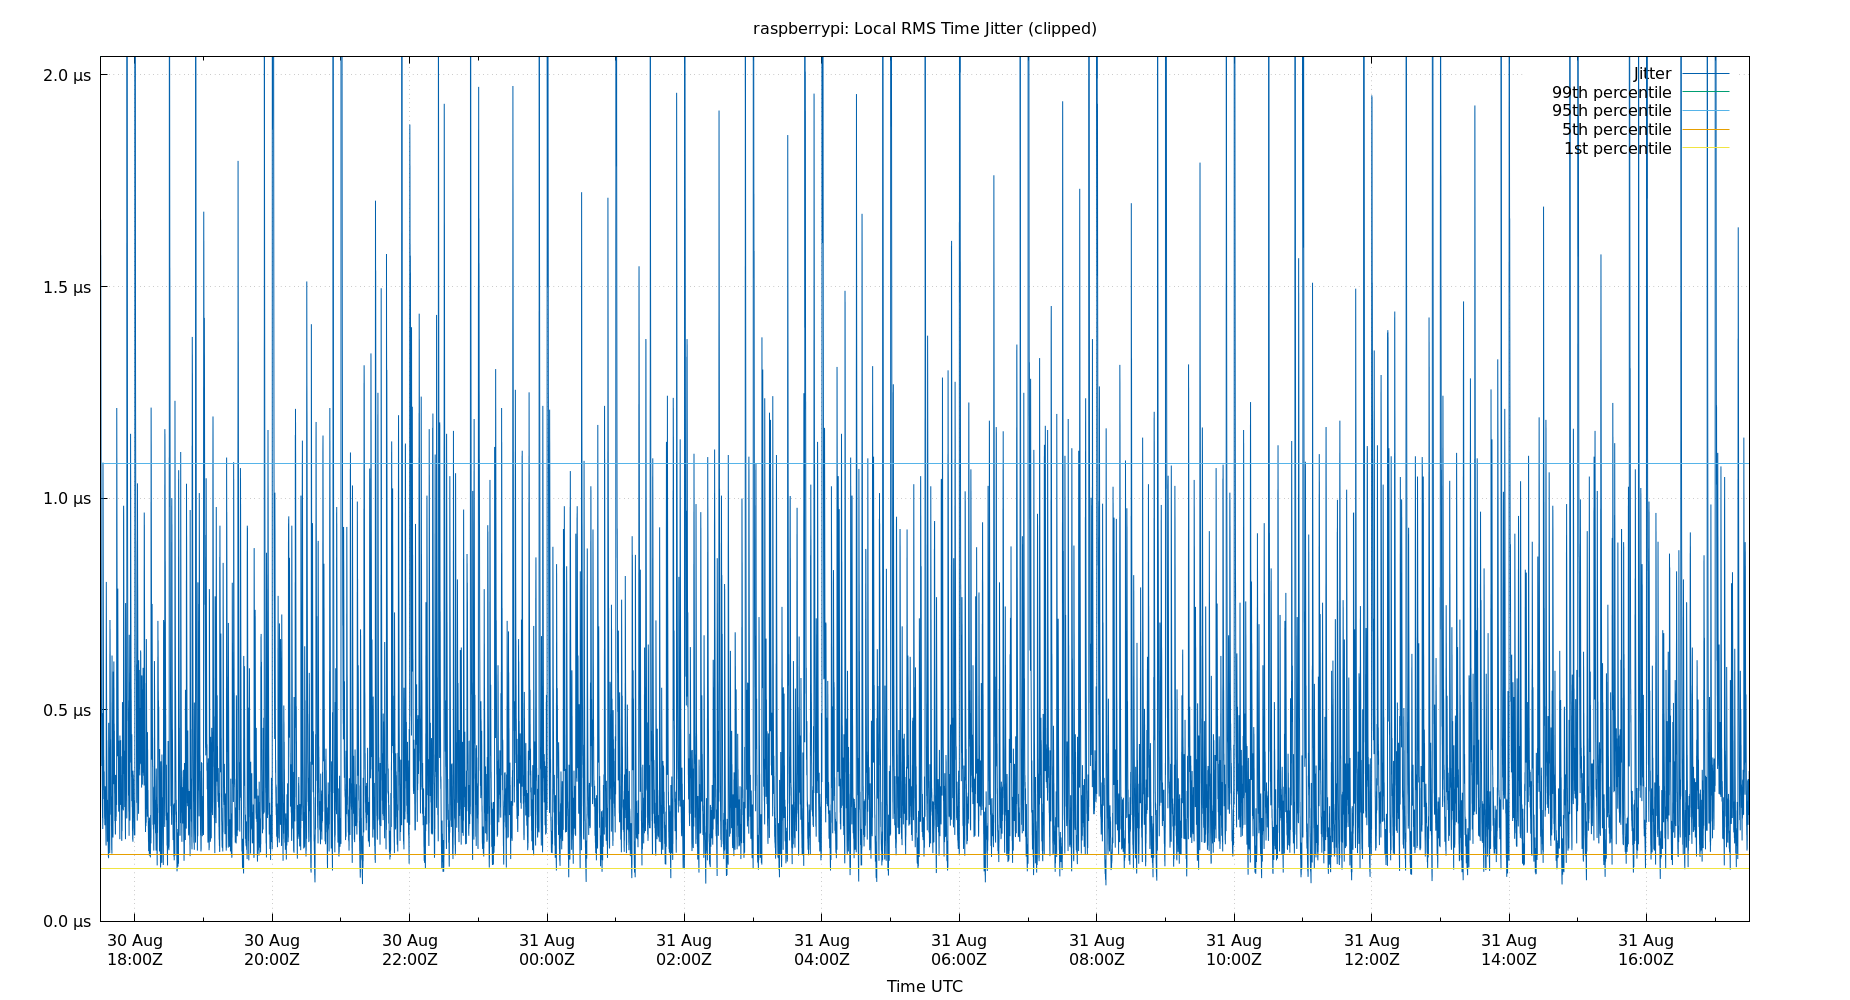 raspberrypi: Local RMS Time Jitter (clipped)
2.0 µs
1.5 µs
1.0 µs
0.5 µs
0.0 µs
Jitter
99th percentile
95th percentile
5th percentile
1st percentile
30 Aug 30 Aug 30 Aug 31 Aug 31 Aug 31 Aug 31 Aug 31 Aug 31 Aug 31 Aug 31 Aug 31 Aug
18:00Z 20:00Z 22:00Z 00:00Z 02:00Z 04:00Z 06:00Z 08:00Z 10:00Z 12:00Z 14:00Z 16:00Z
Time UTC